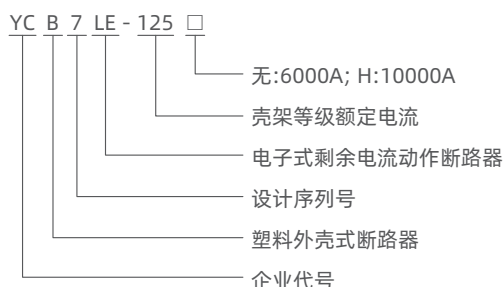 YC B 7 LE - 125 □
无:6000A; H:10000A
壳架等级额定电流
电子式剩余电流动作断路器
设计序列号
塑料外壳式断路器
企业代号